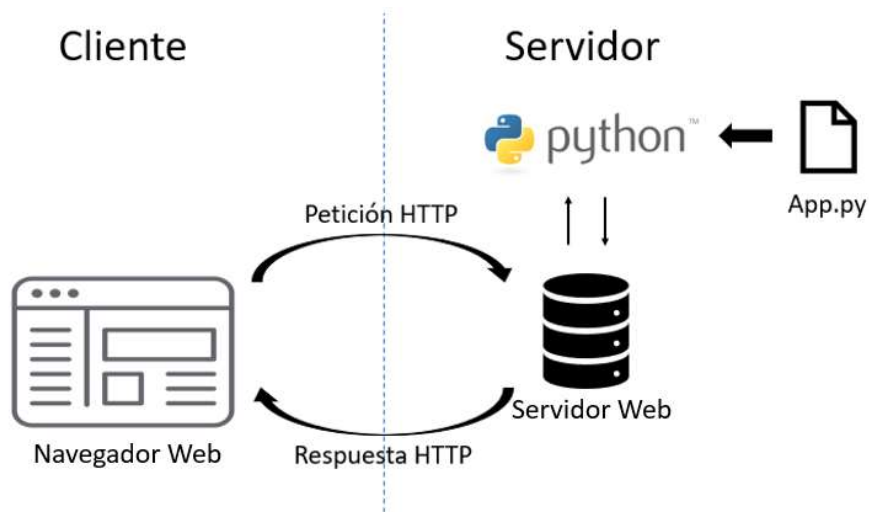 Cliente
Servidor
python™
App.py
Petición HTTP
Servidor Web
Navegador Web
Respuesta HTTP